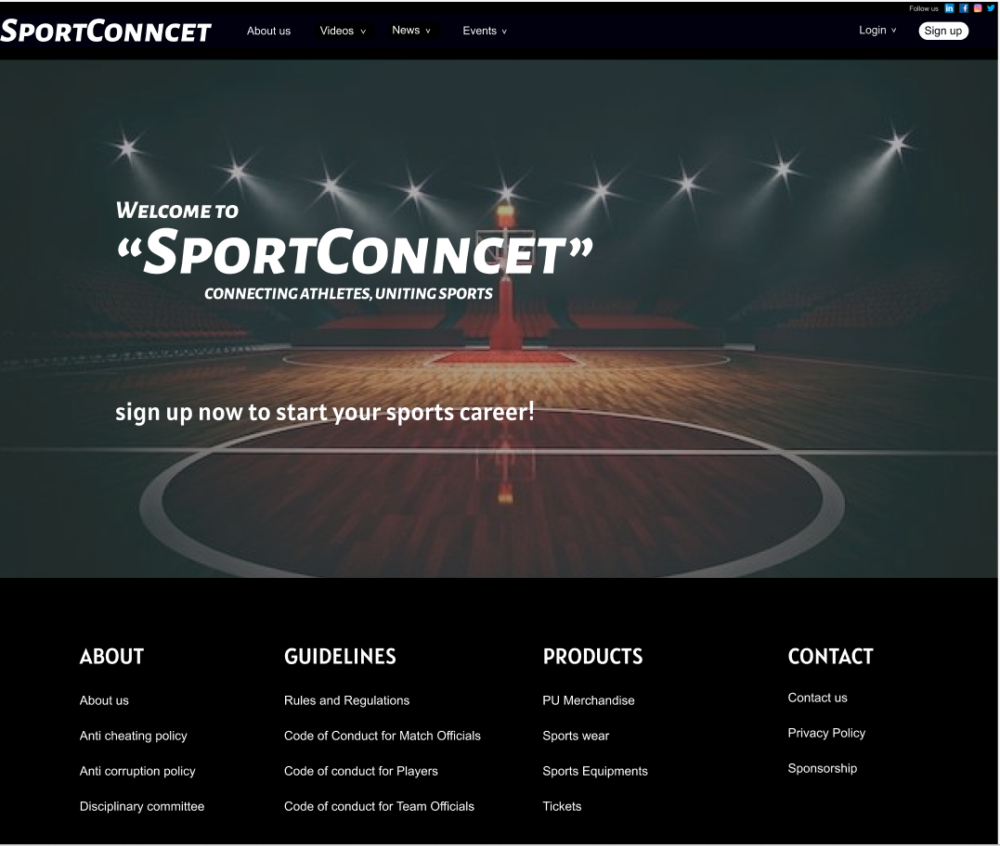 Follow us
SPORTCONNCET
About us Videos v News v Events v Login v Sign up
WELCOME TO
“SPORTCONNCET”
CONNECTING ATHLETES, UNITING SPORTS
sign up now to start your sports career!
ABOUT
About us
Anti cheating policy
Anti corruption policy
Disciplinary committee
GUIDELINES
Rules and Regulations
Code of Conduct for Match Officials
Code of conduct for Players
Code of conduct for Team Officials
PRODUCTS
PU Merchandise
Sports wear
Sports Equipments
Tickets
CONTACT
Contact us
Privacy Policy
Sponsorship